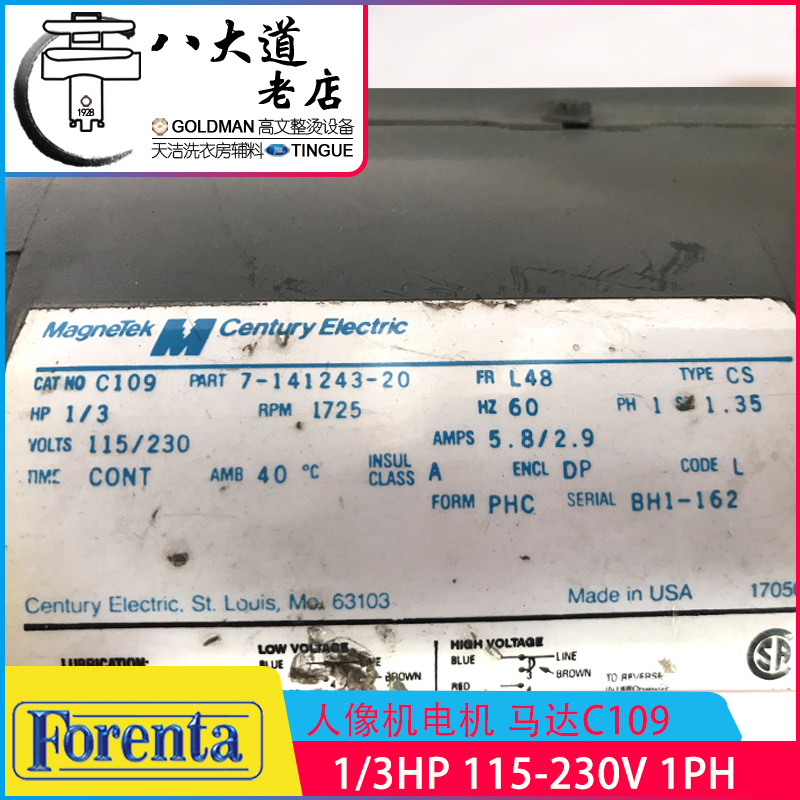 八大道
老店
1928
GOLDMAN 高文整烫设备
天洁洗衣房辅料 TINGUE
MagneTek Century Electric
CAT NO C109 PART 7-141243-20 FR L48 TYPE CS
HP 1/3 RPM 1725 HZ 60 PH 1 1.35
VOLTS 115/230 AMPS 5.8/2.9
TIME CONT AMB 40 °C INSUL CLASS A ENCL DP CODE L
FORM PHC SERIAL BH1-162
Century Electric, St. Louis, Mo. 63103 Made in USA
LUBRICATION: LOW VOLTAGE HIGH VOLTAGE
BLUE LINE BLUE LINE
BROWN BROWN TO REVERSE
RED
SA
Forenta
人像机电机 马达C109
1/3HP 115-230V 1PH